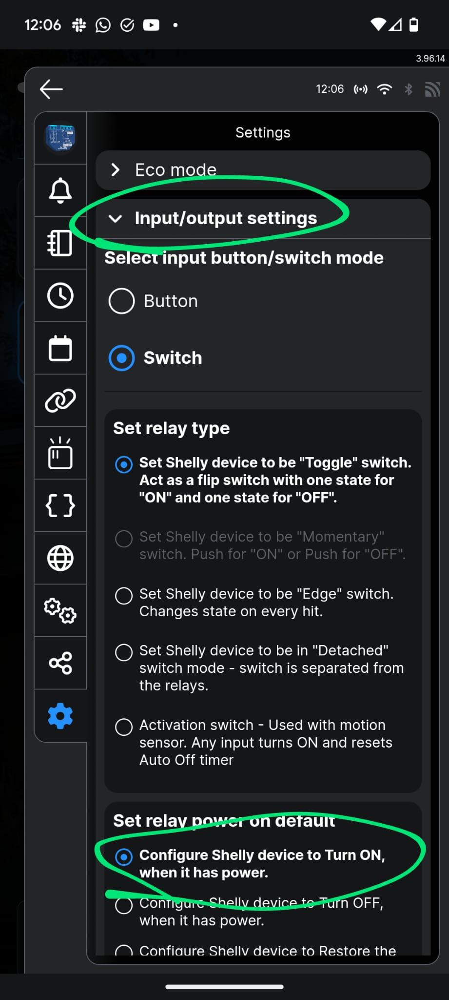 12:06
3.96.14
12:06
Settings
Eco mode
Input/output settings
Select input button/switch mode
Button
Switch
Set relay type
Set Shelly device to be "Toggle" switch.
Act as a flip switch with one state for
"ON" and one state for "OFF".
Set Shelly device to be "Momentary"
switch. Push for "ON" or Push for "OFF".
Set Shelly device to be "Edge" switch.
Changes state on every hit.
Set Shelly device to be in "Detached"
switch mode - switch is separated from
the relays.
Activation switch - Used with motion
sensor. Any input turns ON and resets
Auto Off timer
Set relay power on default
Configure Shelly device to Turn ON,
when it has power.
Configure Shelly device to Turn OFF,
when it has power.
Configure Shelly device to Restore the